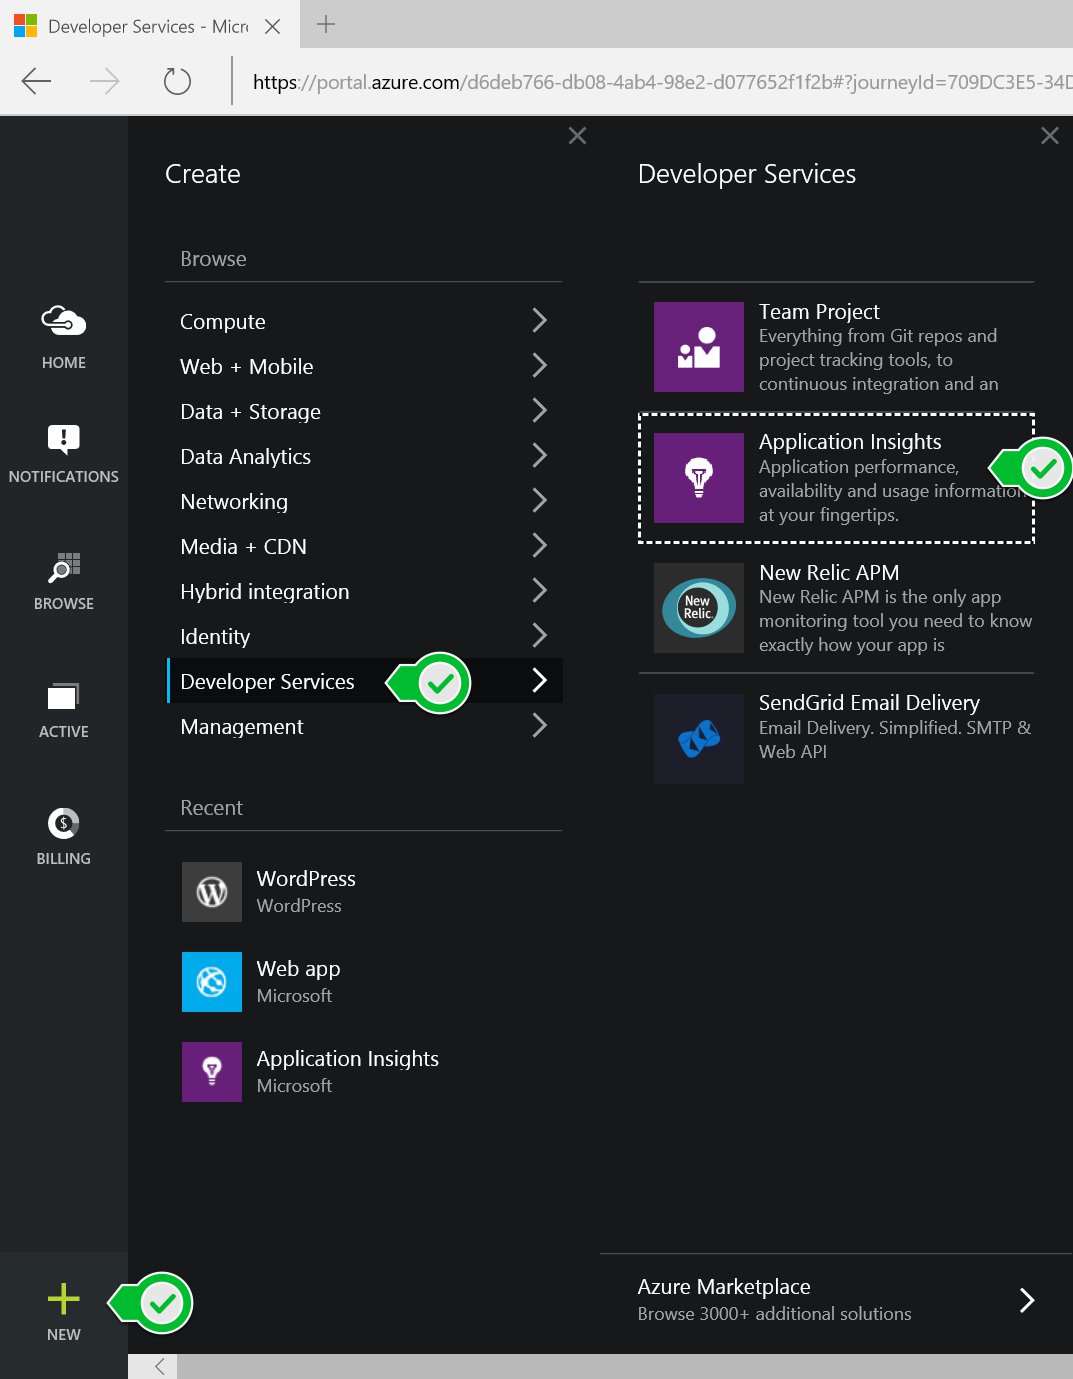 Developer Services - Micr
https://portal.azure.com/d6deb766-db08-4ab4-98e2-d077652f1f2b#?journeyId=709DC3E5-34D
HOME
NOTIFICATIONS
BROWSE
ACTIVE
BILLING
NEW
Create
Browse
Compute
Web + Mobile
Data + Storage
Data Analytics
Networking
Media + CDN
Hybrid integration
Identity
Developer Services
Management
Recent
WordPress
WordPress
Web app
Microsoft
Application Insights
Microsoft
Developer Services
Team Project
Everything from Git repos and
project tracking tools, to
continuous integration and an
Application Insights
Application performance,
availability and usage information
at your fingertips.
New
Relic.
New Relic APM
New Relic APM is the only app
monitoring tool you need to know
exactly how your app is
SendGrid Email Delivery
Email Delivery. Simplified. SMTP &
Web API
Azure Marketplace
Browse 3000+ additional solutions